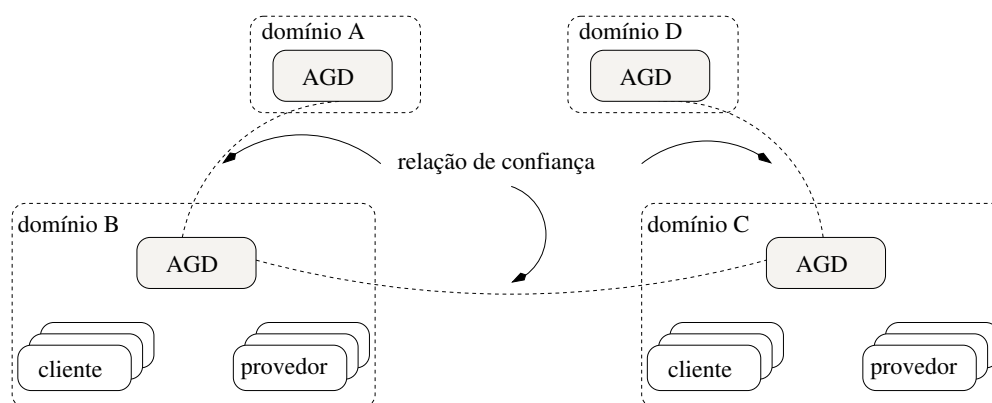 domínio A
AGD
domínio D
AGD
relação de confiança
domínio B
AGD
cliente
provedor
domínio C
AGD
cliente
provedor